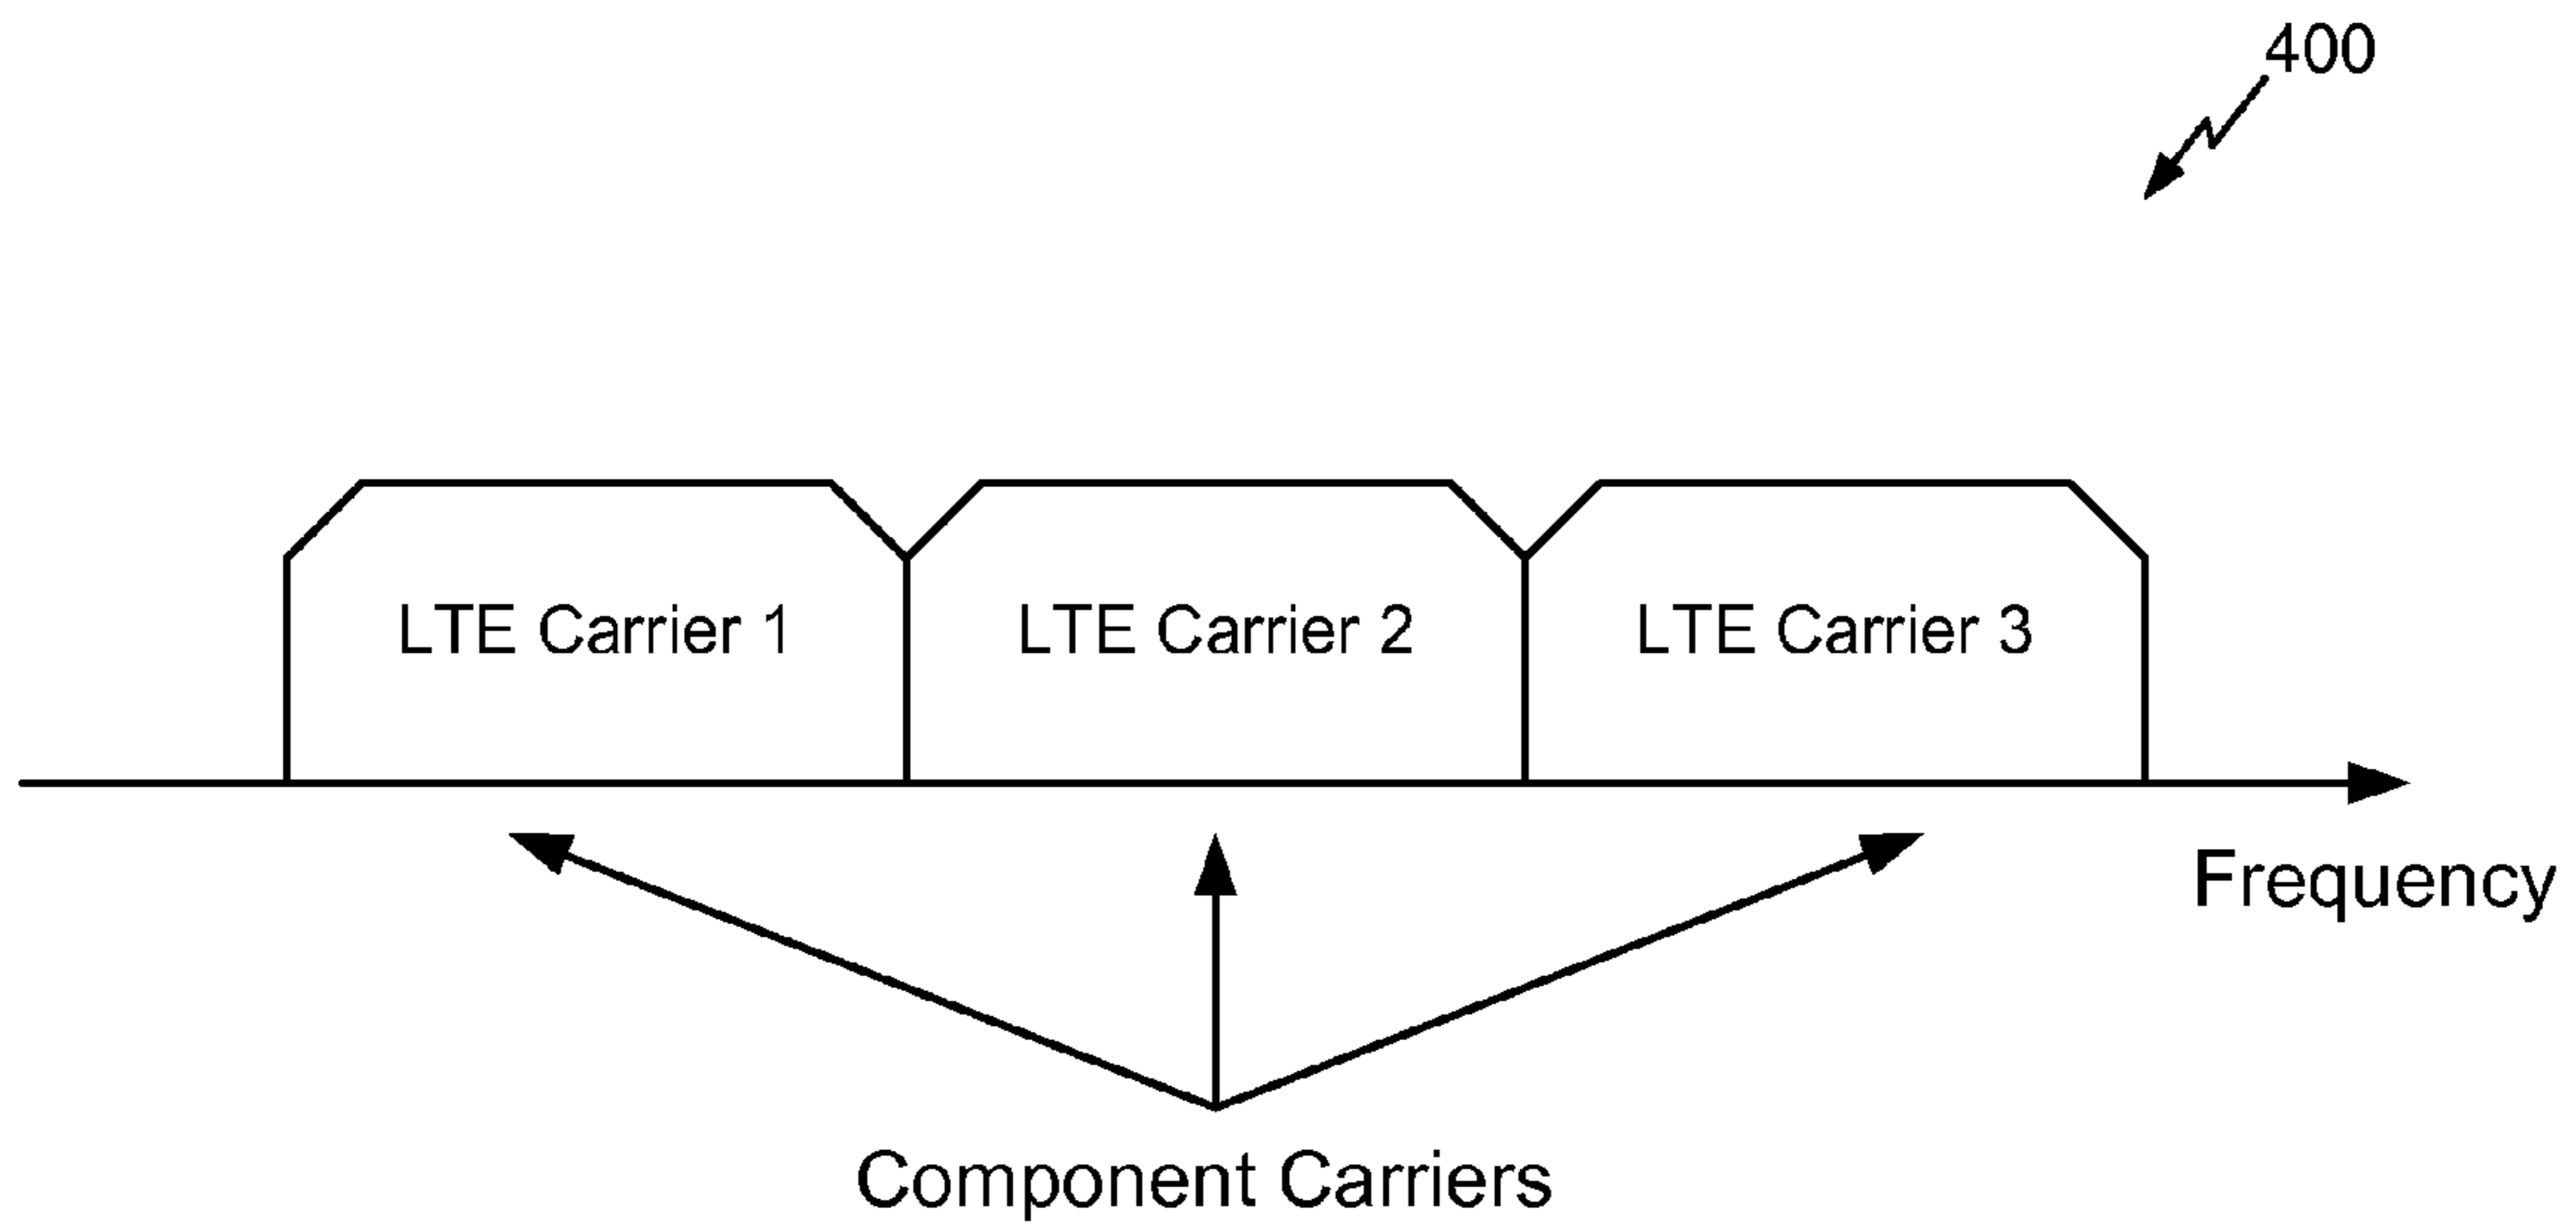 400
LTE Carrier 1
LTE Carrier 2
LTE Carrier 3
Frequency
Component Carriers